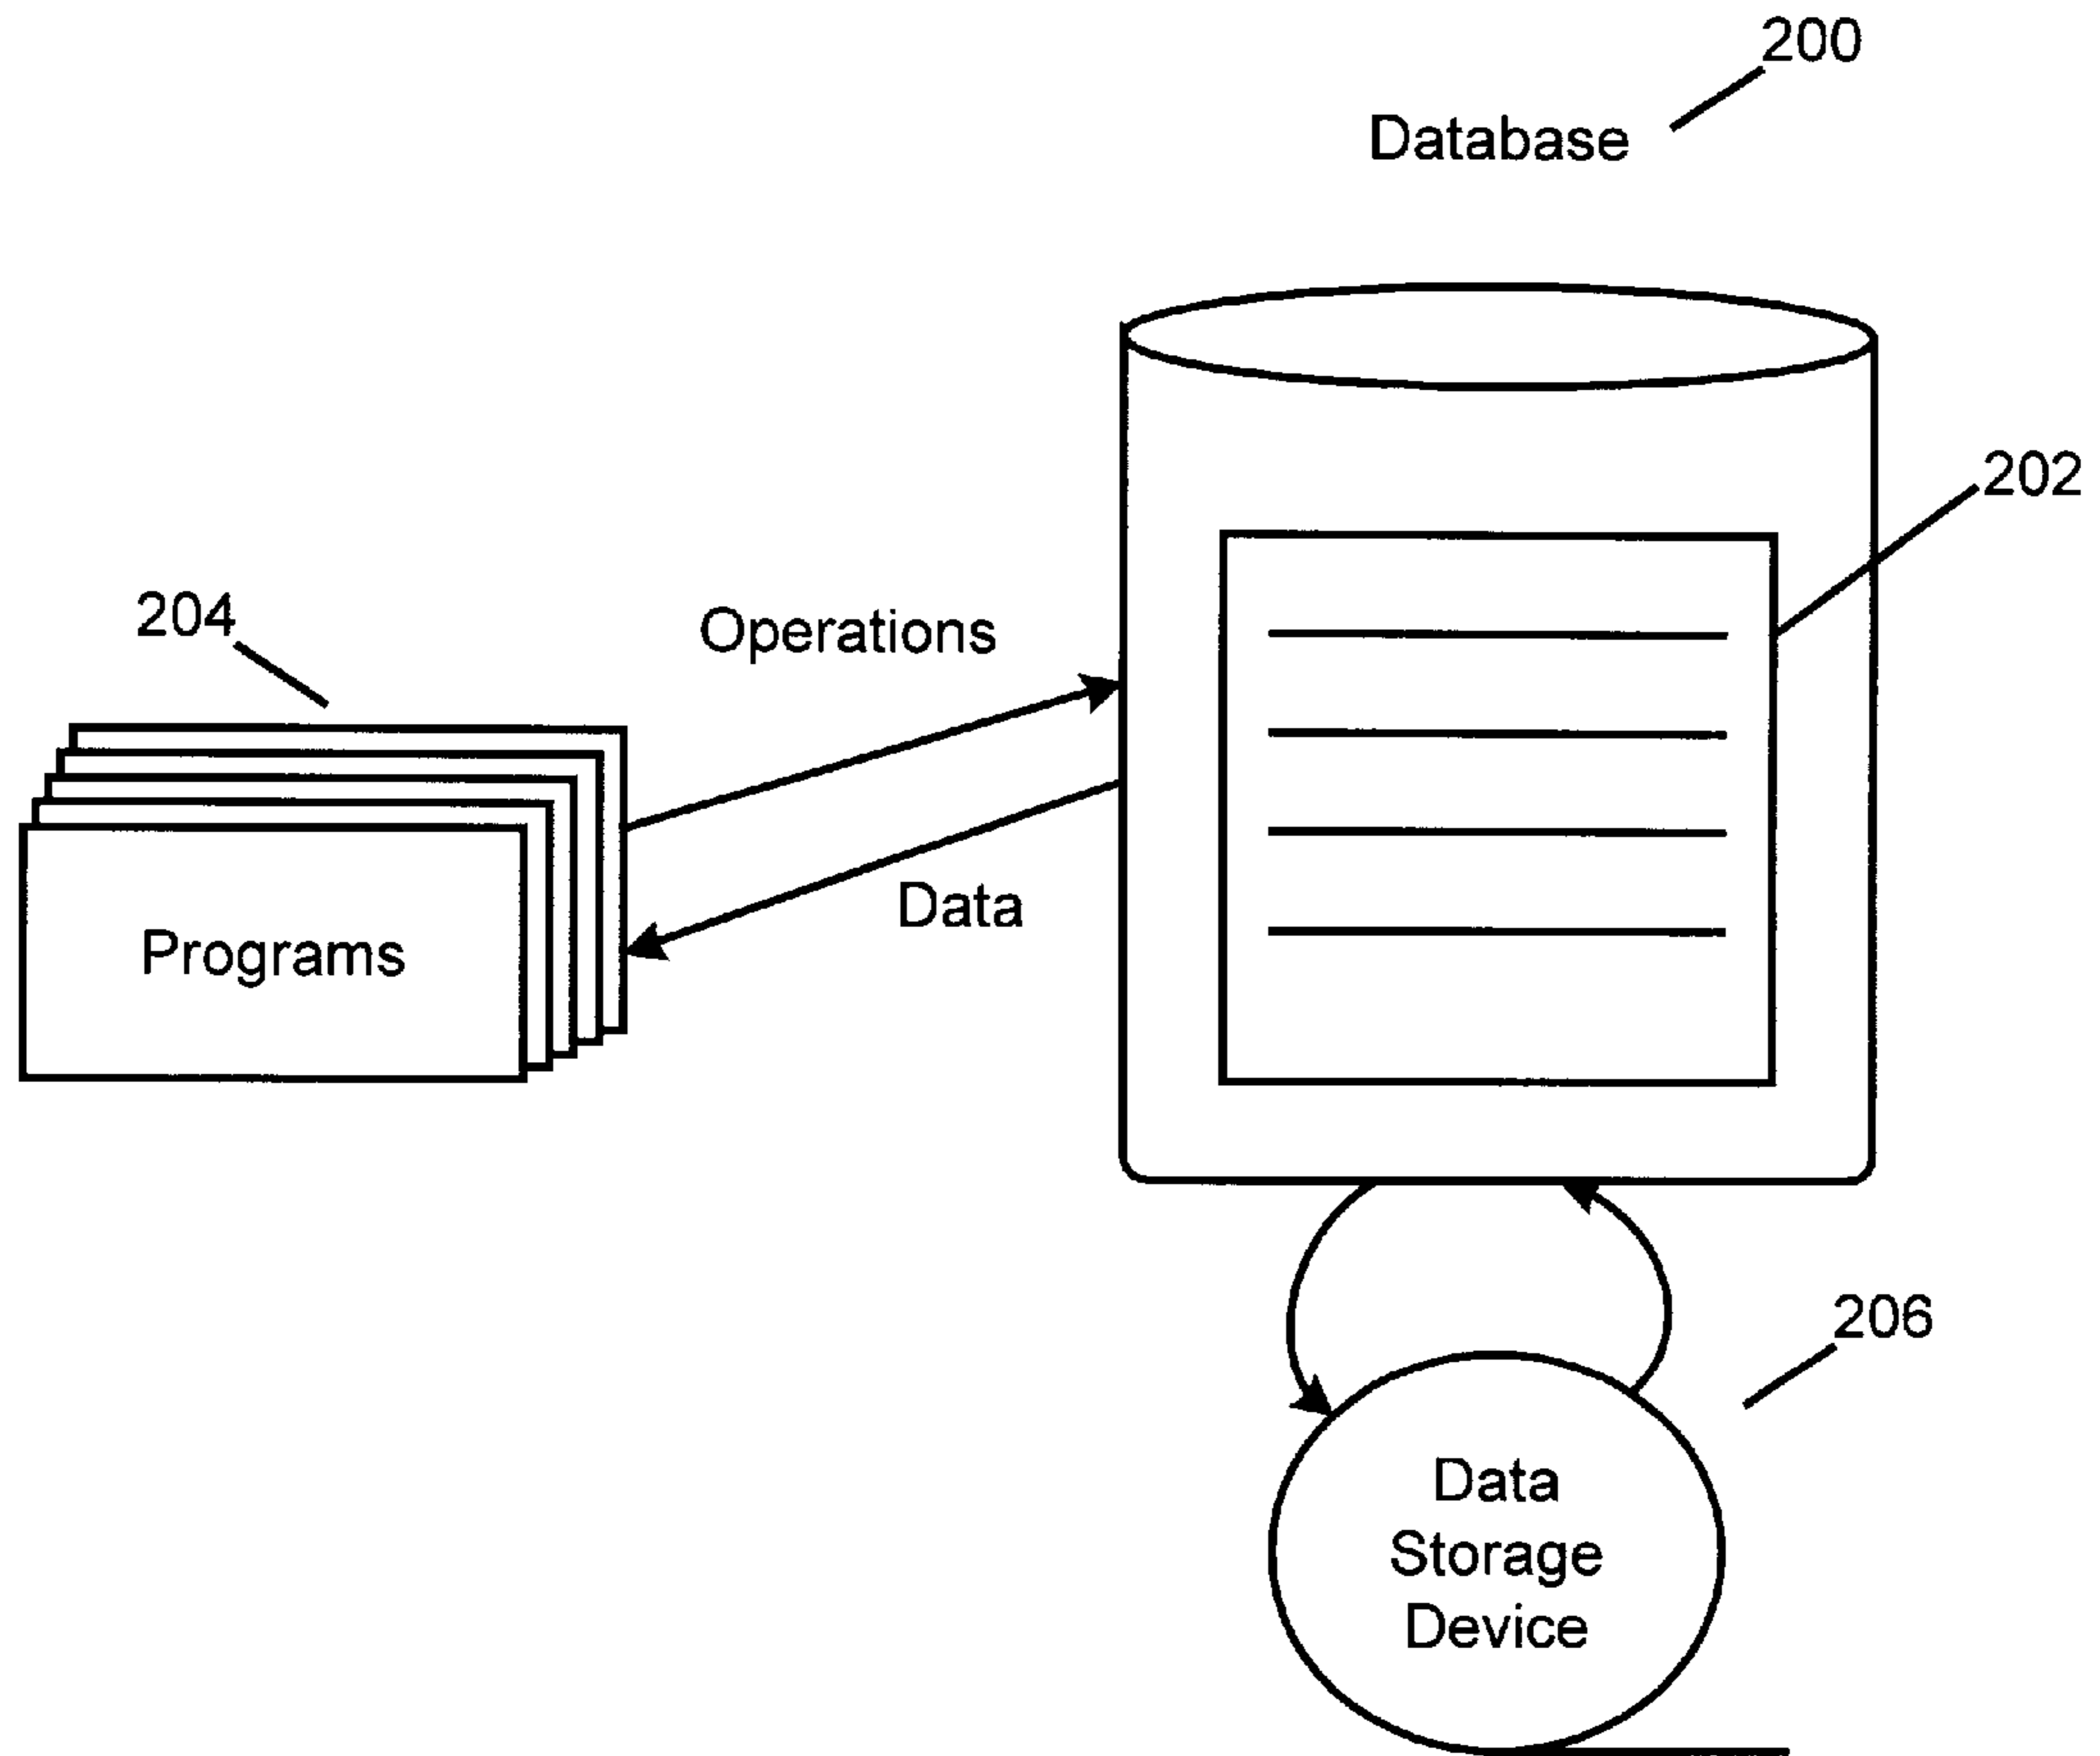 200
Database
202
204
Operations
Data
Programs
206
Data
Storage
Device